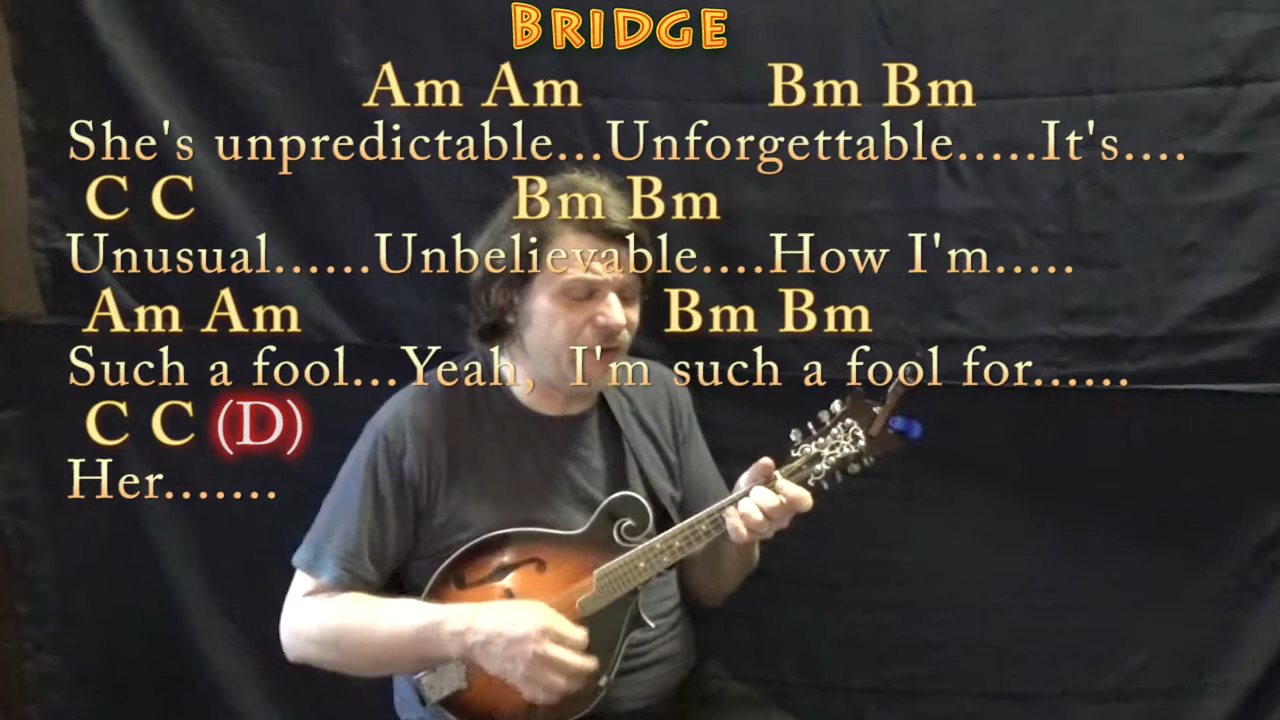 BRIDGE
Am Am Bm Bm
She's unpredictable...Unforgettable.....It's....
C C Bm Bm
Unusual......Unbelievable....How I'm.....
Am Am Bm Bm
Such a fool...Yeah, I'm such a fool for......
C C (D)
Her.......